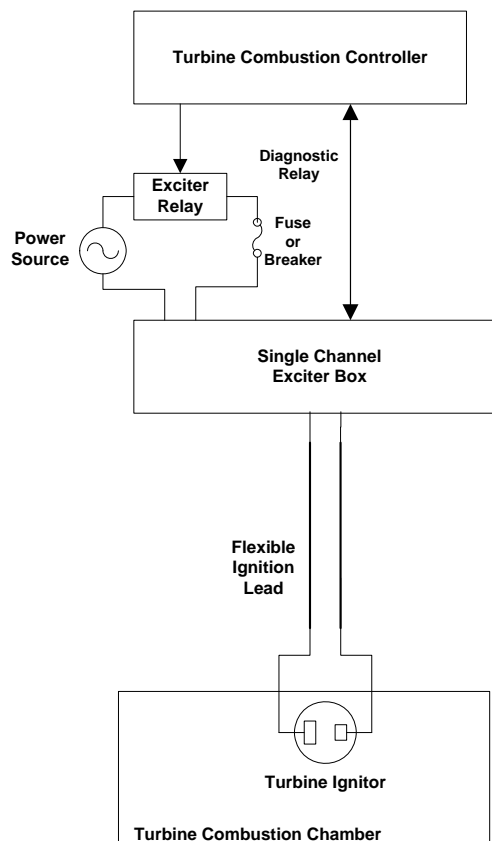 Turbine Combustion Controller
Diagnostic
Relay
Exciter
Relay
Fuse
or
Breaker
Power
Source
Single Channel
Exciter Box
Flexible
Ignition
Lead
Turbine Ignitor
Turbine Combustion Chamber